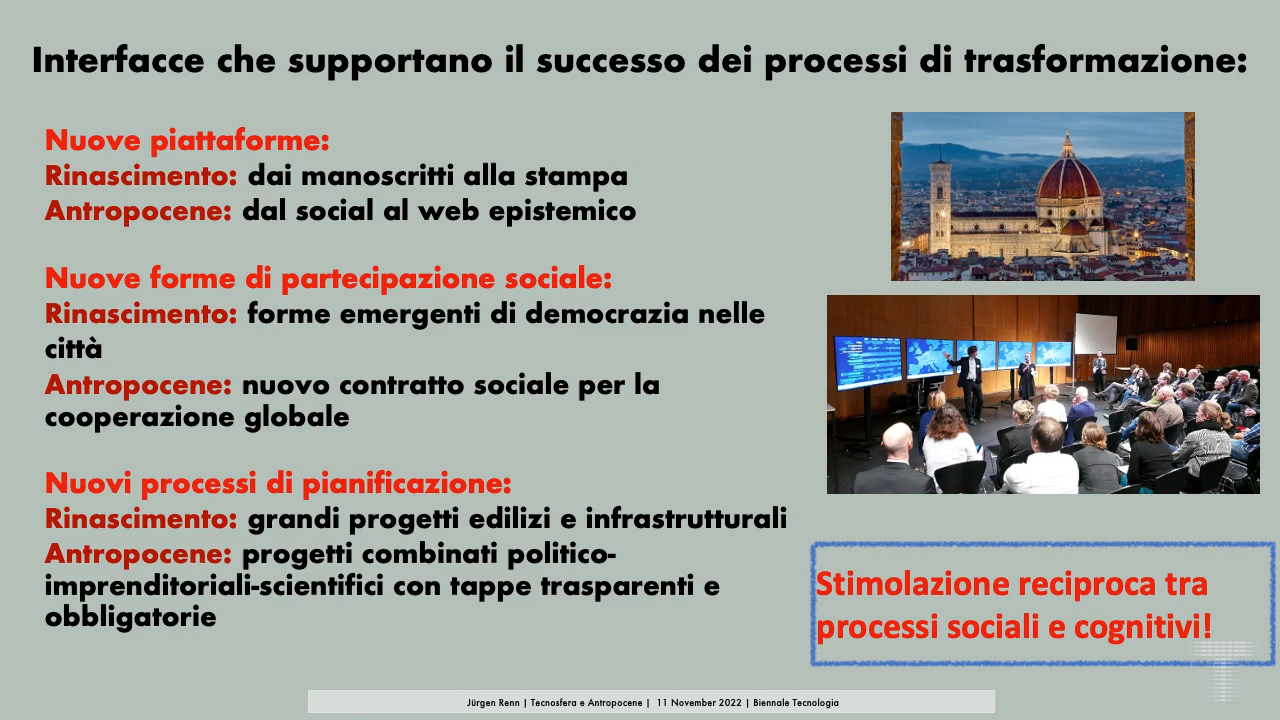 Interfacce che supportano il successo dei processi di trasformazione:
Nuove piattaforme:
Rinascimento: dai manoscritti alla stampa
Antropocene: dal social al web epistemico
Nuove forme di partecipazione sociale:
Rinascimento: forme emergenti di democrazia nelle
città
Antropocene: nuovo contratto sociale per la
cooperazione globale
Nuovi processi di pianificazione:
Rinascimento: grandi progetti edilizi e infrastrutturali
Antropocene: progetti combinati politico-
imprenditoriali-scientifici con tappe trasparenti e
obbligatorie
Stimolazione reciproca tra
processi sociali e cognitivi!
Jürgen Renn | Tecnosfera e Antropocene | 11 November 2022 | Biennale Tecnologia